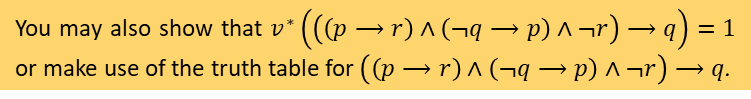 You may also show that v*(((p ⟶ r) ∧ (¬q ⟶ p) ∧ ¬r) ⟶ q) = 1
or make use of the truth table for ((p ⟶ r) ∧ (¬q ⟶ p) ∧ ¬r) ⟶ q.